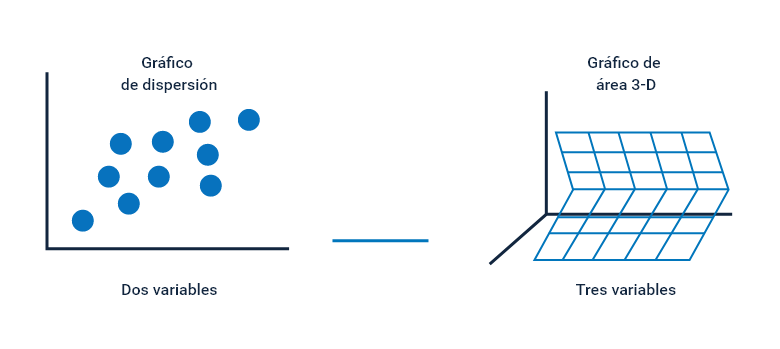 Gráfico
de dispersión
Gráfico de
área 3-D
Dos variables
Tres variables